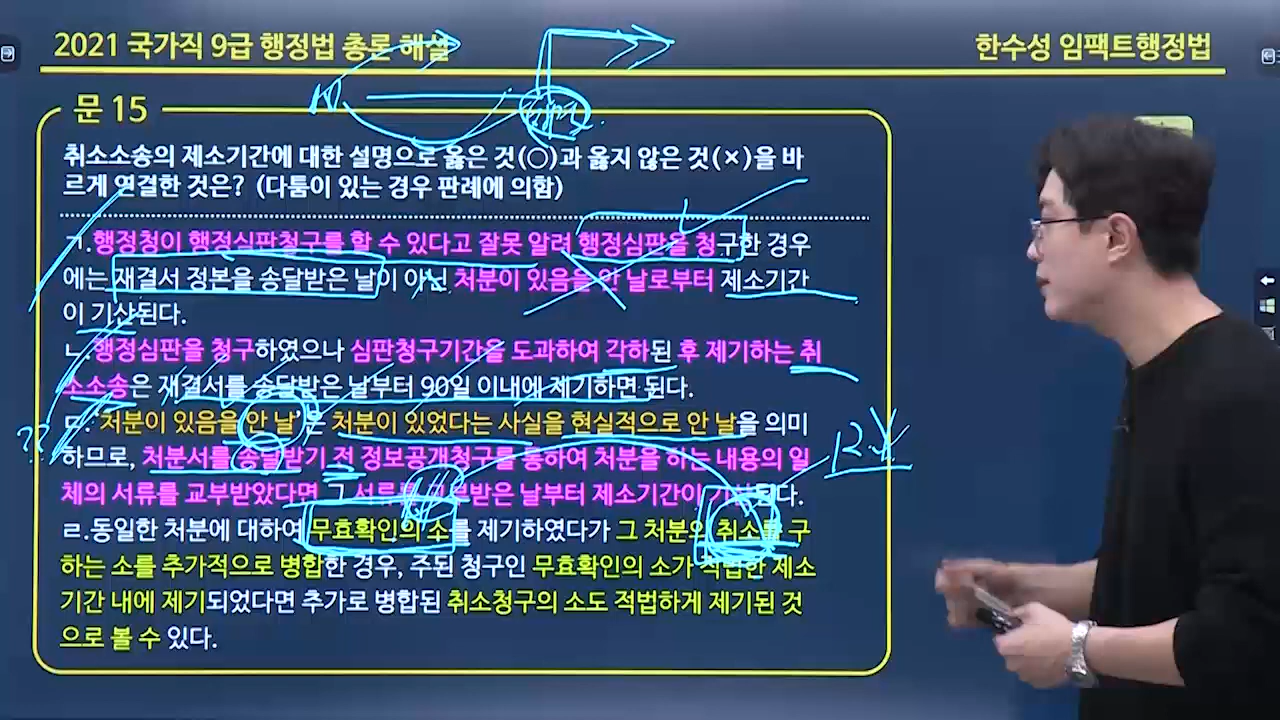 2021 국가직 9급 행정법 총론 해설
한수성 임팩트행정법
문 15
취소소송의 제소기간에 대한 설명으로 옳은 것(○)과 옳지 않은 것(×)을 바
르게 연결한 것은? (다툼이 있는 경우 판례에 의함)
ㄱ.행정청이 행정심판청구를 할 수 있다고 잘못 알려 행정심판을 청구한 경우
에는 재결서 정본을 송달받은 날이 아닌 처분이 있음을 안 날로부터 제소기간
이 기산된다.
ㄴ.행정심판을 청구하였으나 심판청구기간을 도과하여 각하된 후 제기하는 취
소소송은 재결서를 송달받은 날부터 90일 이내에 제기하면 된다.
ㄷ.‘처분이 있음을 안 날’은 처분이 있었다는 사실을 현실적으로 안 날을 의미
하므로, 처분서를 송달받기 전 정보공개청구를 통하여 처분을 하는 내용의 일
체의 서류를 교부받았다면 그 서류를 교부받은 날부터 제소기간이 기산된다.
ㄹ.동일한 처분에 대하여 무효확인의 소를 제기하였다가 그 처분의 취소를 구
하는 소를 추가적으로 병합한 경우, 주된 청구인 무효확인의 소가 적법한 제소
기간 내에 제기되었다면 추가로 병합된 취소청구의 소도 적법하게 제기된 것
으로 볼 수 있다.
??